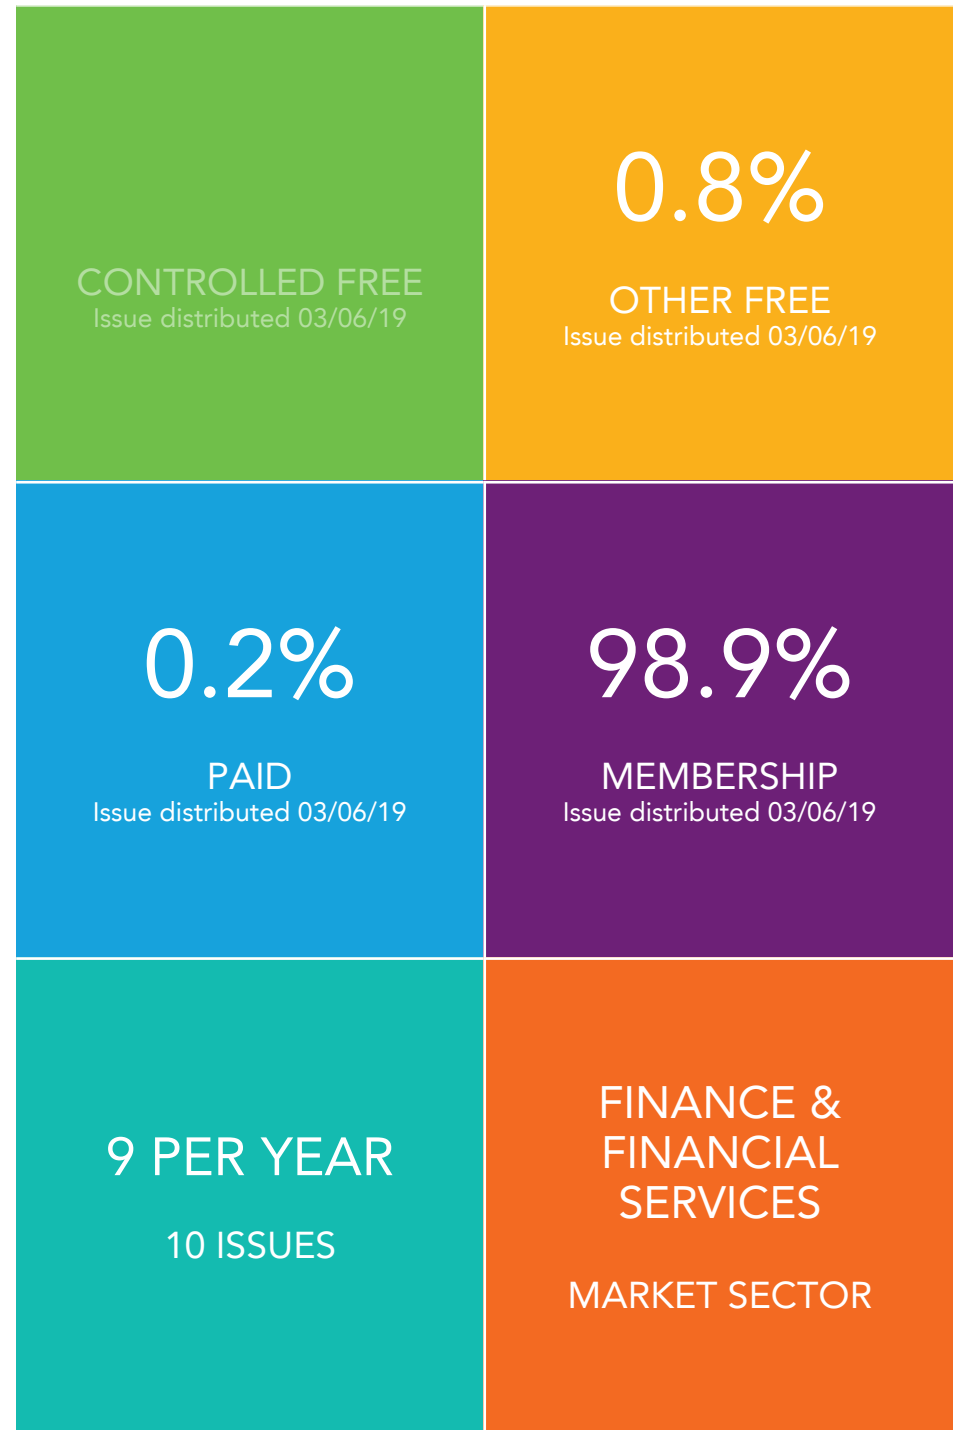 CONTROLLED FREE
Issue distributed 03/06/19
0.8%
OTHER FREE
Issue distributed 03/06/19
0.2%
PAID
Issue distributed 03/06/19
98.9%
MEMBERSHIP
Issue distributed 03/06/19
9 PER YEAR
10 ISSUES
FINANCE &
FINANCIAL
SERVICES
MARKET SECTOR